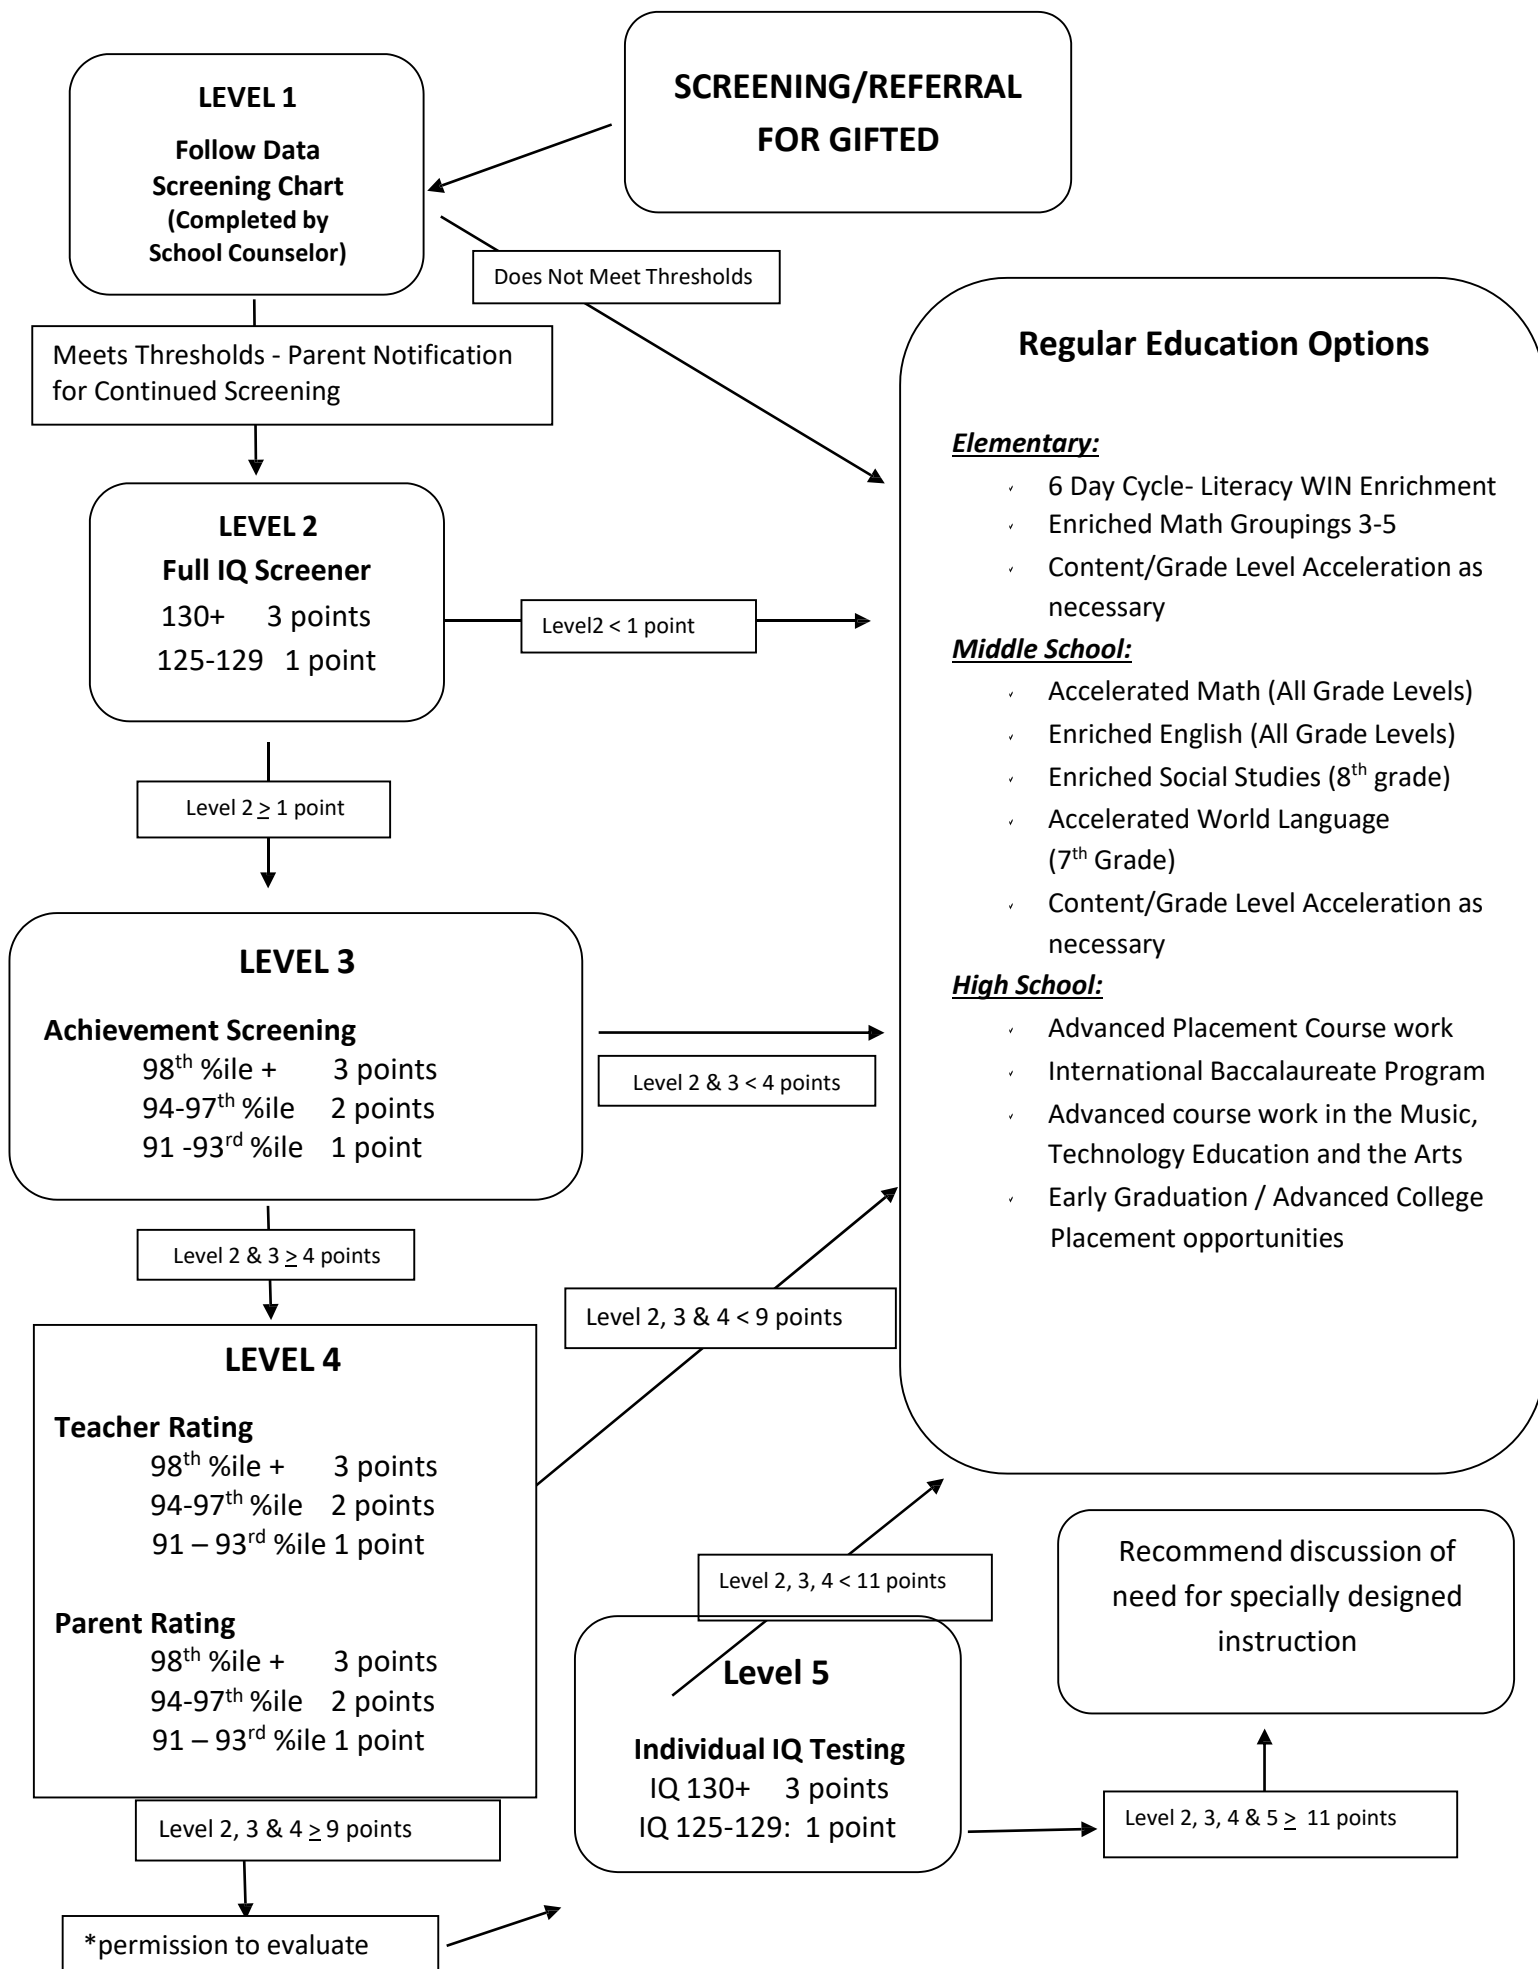 SCREENING/REFERRAL
FOR GIFTED
LEVEL 1
Follow Data
Screening Chart
(Completed by
School Counselor)
Does Not Meet Thresholds
Meets Thresholds - Parent Notification
for Continued Screening
LEVEL 2
Full IQ Screener
130+ 3 points
125-129 1 point
Level2 < 1 point
Level 2 ≥ 1 point
LEVEL 3
Achievement Screening
98th %ile + 3 points
94-97th %ile 2 points
91 -93rd %ile 1 point
Level 2 & 3 < 4 points
Level 2 & 3 ≥ 4 points
LEVEL 4
Teacher Rating
98th %ile + 3 points
94-97th %ile 2 points
91 – 93rd %ile 1 point
Parent Rating
98th %ile + 3 points
94-97th %ile 2 points
91 – 93rd %ile 1 point
Level 2, 3 & 4 < 9 points
Level 2, 3 & 4 ≥ 9 points
*permission to evaluate
Level 5
Individual IQ Testing
IQ 130+ 3 points
IQ 125-129: 1 point
Level 2, 3, 4 < 11 points
Level 2, 3, 4 & 5 ≥ 11 points
Recommend discussion of
need for specially designed
instruction
Regular Education Options
Elementary:
✓ 6 Day Cycle- Literacy WIN Enrichment
✓ Enriched Math Groupings 3-5
✓ Content/Grade Level Acceleration as
necessary
Middle School:
✓ Accelerated Math (All Grade Levels)
✓ Enriched English (All Grade Levels)
✓ Enriched Social Studies (8th grade)
✓ Accelerated World Language
(7th Grade)
✓ Content/Grade Level Acceleration as
necessary
High School:
✓ Advanced Placement Course work
✓ International Baccalaureate Program
✓ Advanced course work in the Music,
Technology Education and the Arts
✓ Early Graduation / Advanced College
Placement opportunities